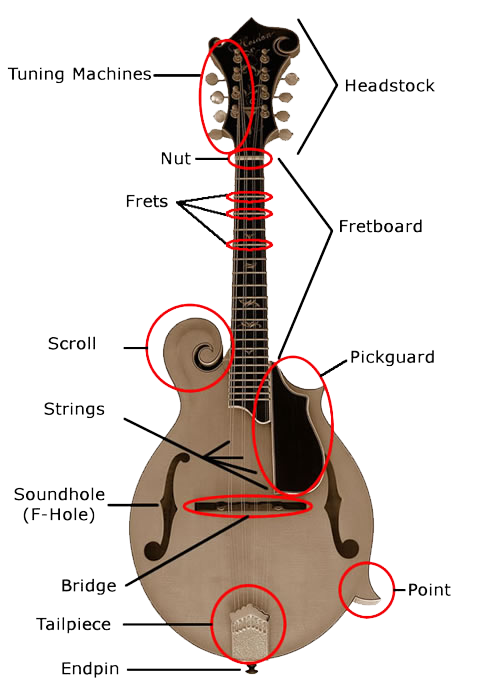 Tuning Machines
Headstock
Nut
Frets
Fretboard
Scroll
Pickguard
Strings
Soundhole
(F-Hole)
Bridge
Point
Tailpiece
Endpin